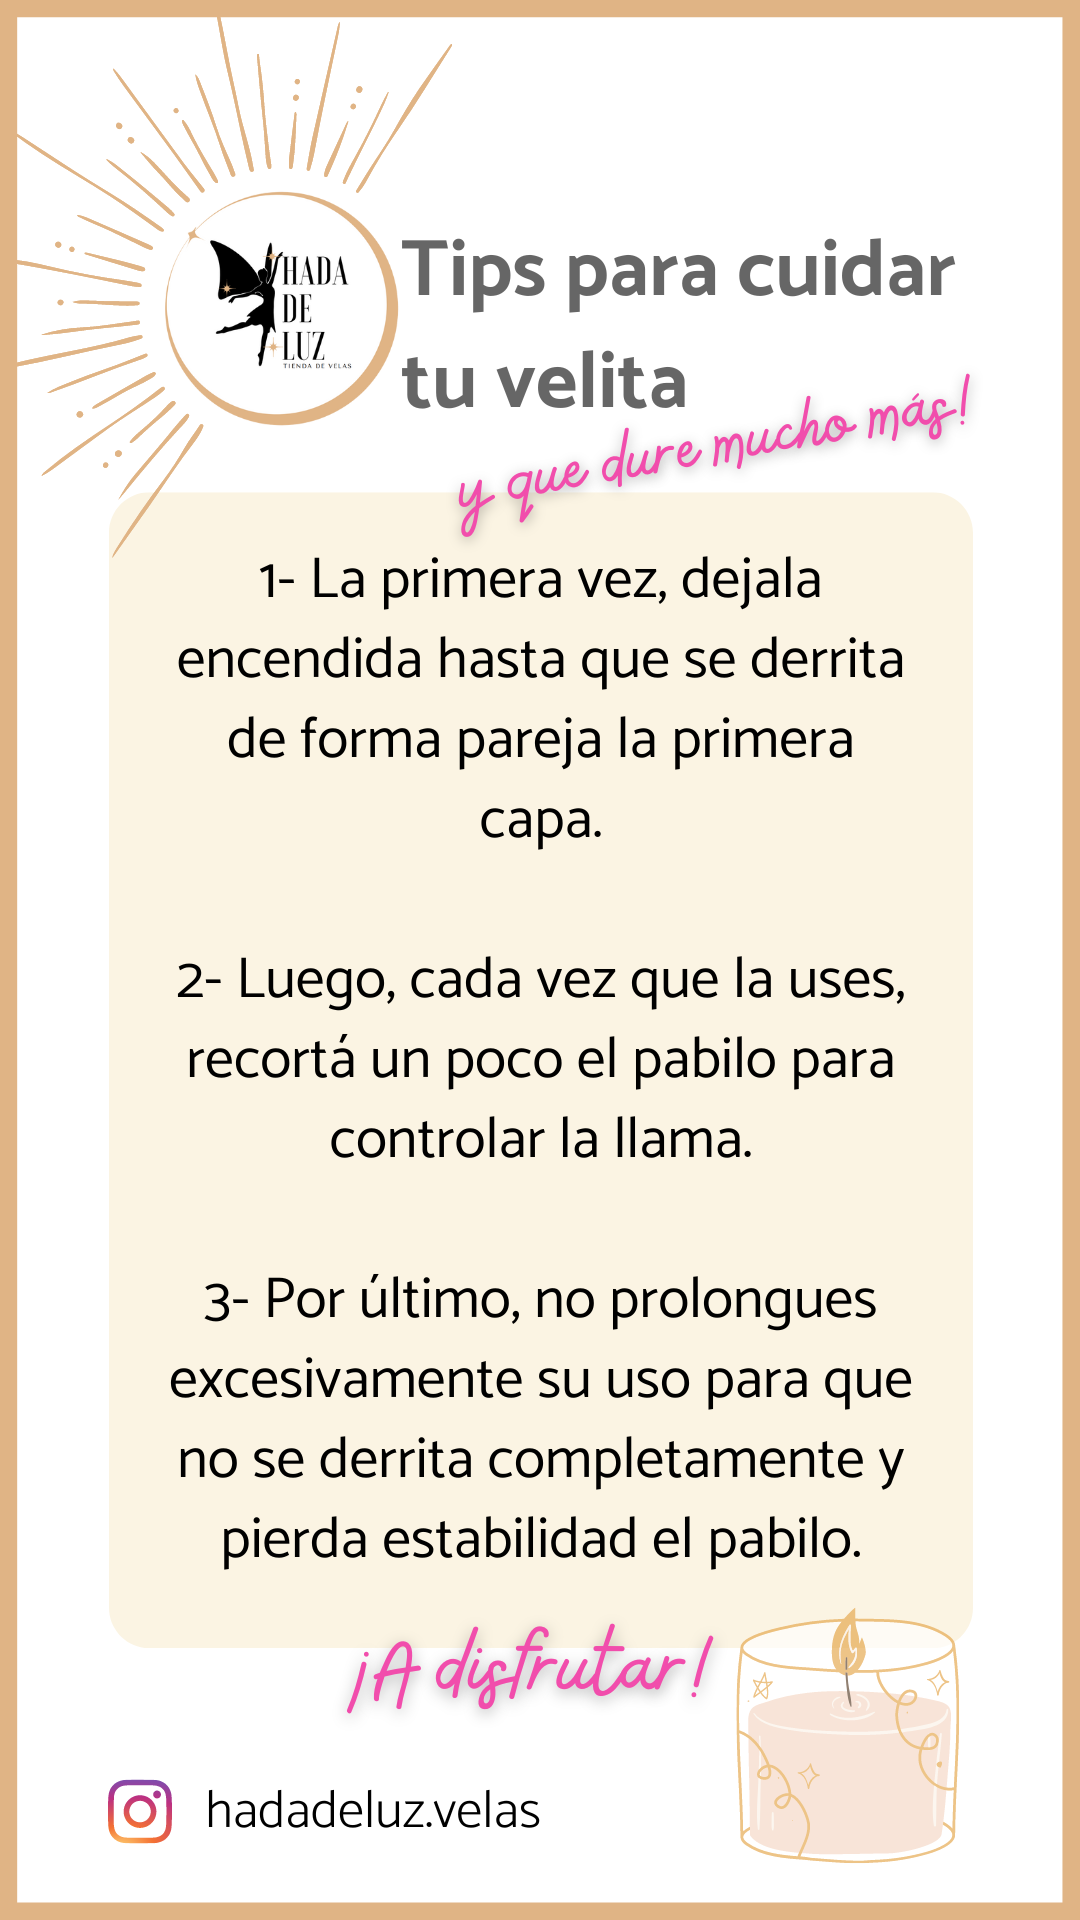 HADA
DE
LUZ
TIENDA DE VELAS
Tips para cuidar
tu velita
y que dure mucho más!
1- La primera vez, dejala
encendida hasta que se derrita
de forma pareja la primera
capa.
2- Luego, cada vez que la uses,
recortá un poco el pabilo para
controlar la llama.
3- Por último, no prolongues
excesivamente su uso para que
no se derrita completamente y
pierda estabilidad el pabilo.
¡A disfrutar!
hadadeluz.velas